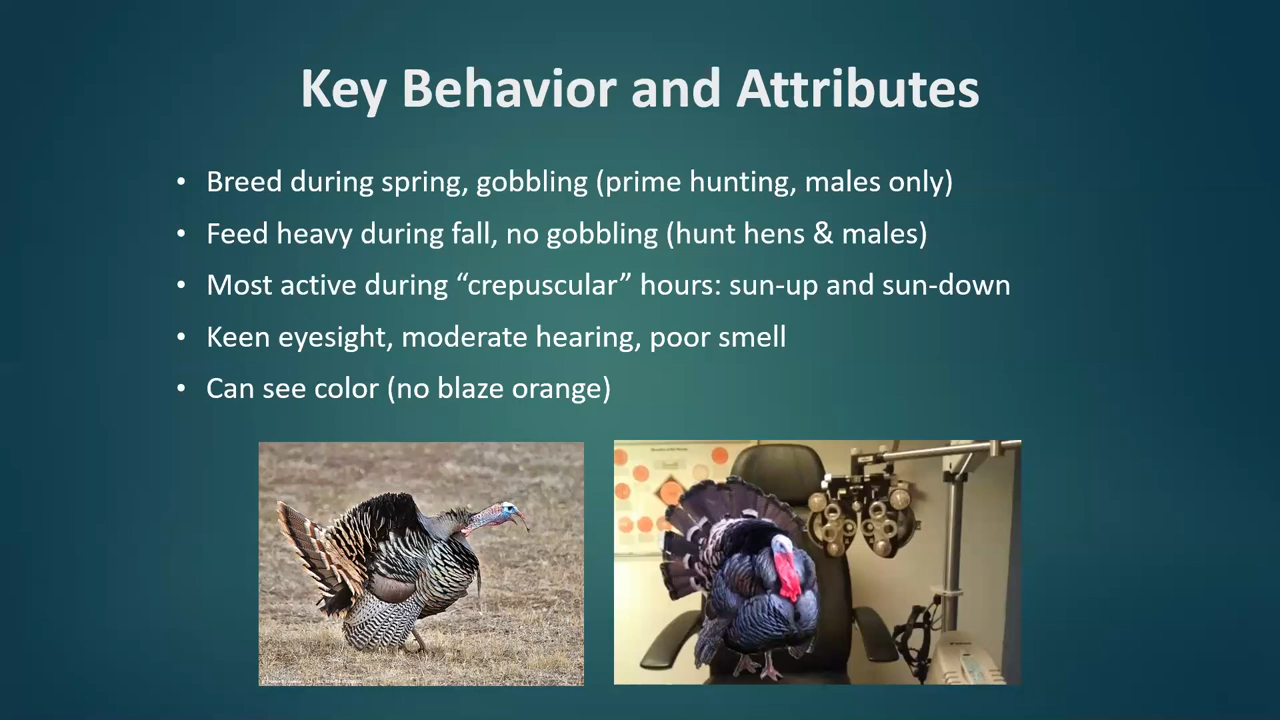 Key Behavior and Attributes
• Breed during spring, gobbling (prime hunting, males only)
• Feed heavy during fall, no gobbling (hunt hens & males)
• Most active during “crepuscular” hours: sun-up and sun-down
• Keen eyesight, moderate hearing, poor smell
• Can see color (no blaze orange)